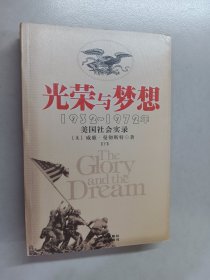 光荣与梦想
1932-1972年
美国社会实录
[美] 威廉·曼彻斯特 著
The
Glory
and the
Dream